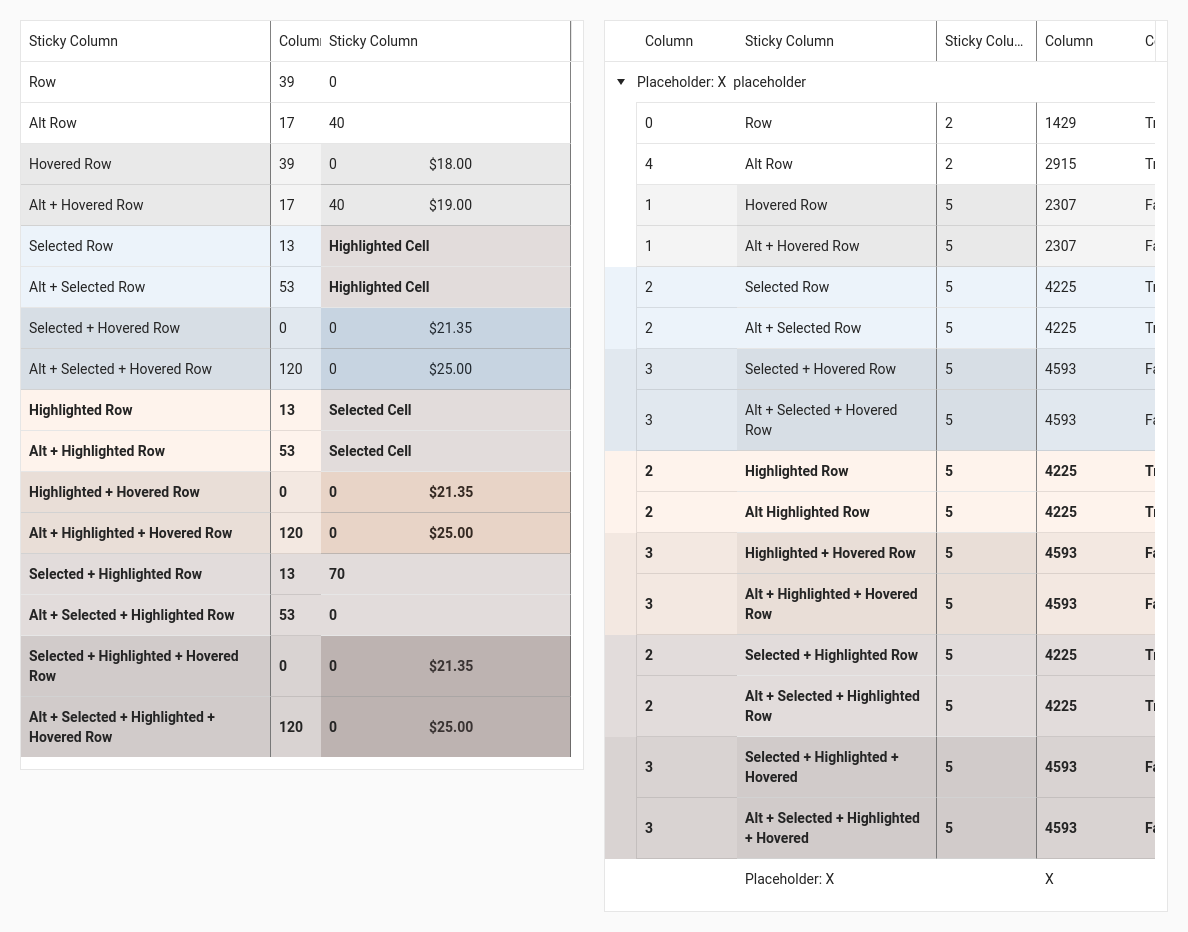 Sticky Column Colum Sticky Column
Row 39 0
Alt Row 17 40
Hovered Row 39 0 $18.00
Alt + Hovered Row 17 40 $19.00
Selected Row 13 Highlighted Cell
Alt + Selected Row 53 Highlighted Cell
Selected + Hovered Row 0 0 $21.35
Alt + Selected + Hovered Row 120 0 $25.00
Highlighted Row 13 Selected Cell
Alt + Highlighted Row 53 Selected Cell
Highlighted + Hovered Row 0 0 $21.35
Alt + Highlighted + Hovered Row 120 0 $25.00
Selected + Highlighted Row 13 70
Alt + Selected + Highlighted Row 53 0
Selected + Highlighted + Hovered
Row 0 0 $21.35
Alt + Selected + Highlighted +
Hovered Row 120 0 $25.00
Column Sticky Column Sticky Colu... Column C
Placeholder: X placeholder
0 Row 2 1429 Tr
4 Alt Row 2 2915 Tr
1 Hovered Row 5 2307 Fa
1 Alt + Hovered Row 5 2307 Fa
2 Selected Row 5 4225 Tr
2 Alt + Selected Row 5 4225 Tr
3 Selected + Hovered Row 5 4593 Fa
3 Alt + Selected + Hovered 5 4593 Fa
Row
2 Highlighted Row 5 4225 Tr
2 Alt Highlighted Row 5 4225 Tr
3 Highlighted + Hovered Row 5 4593 Fa
3 Alt + Highlighted + Hovered 5 4593 Fa
Row
2 Selected + Highlighted Row 5 4225 Tr
2 Alt + Selected + Highlighted 5 4225 Tr
Row
3 Selected + Highlighted + 5 4593 Fa
Hovered
3 Alt + Selected + Highlighted 5 4593 Fa
+ Hovered
Placeholder: X X